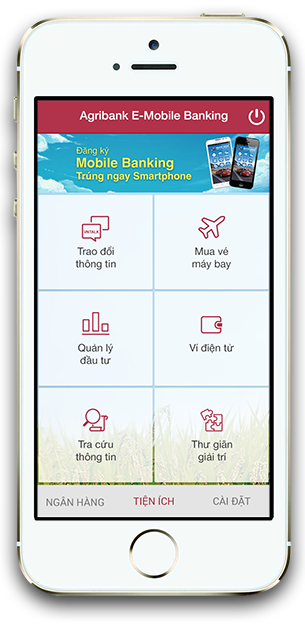 Agribank E-Mobile Banking
Đăng ký
Mobile Banking
Trúng ngay Smartphone
VNTALK
Trao đổi
thông tin
Mua vé
máy bay
Quản lý
đầu tư
Ví điện tử
Tra cứu
thông tin
Thư giãn
giải trí
NGÂN HÀNG
TIỆN ÍCH
CÀI ĐẶT